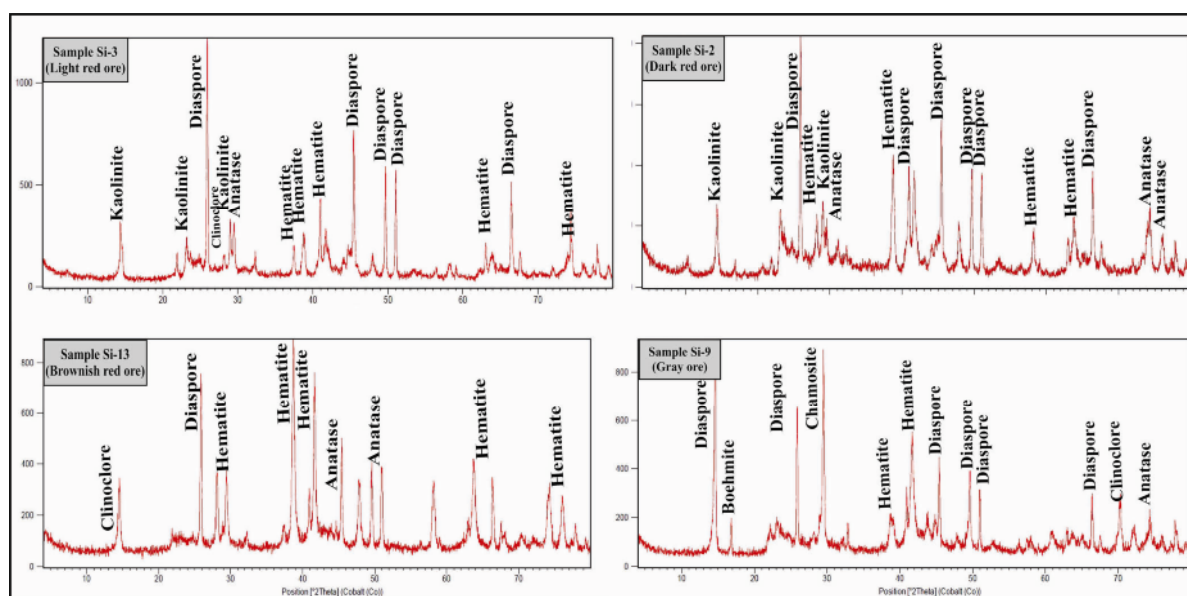 Sample Si-3
(Light red ore)
1000
500
0
10
20
30
40
50
60
70
Kaolinite
Kaolinite
Diaspore
Clinoclore
Kaolinite
Anatase
Hematite
Hematite
Hematite
Diaspore
Diaspore
Diaspore
Hematite
Diaspore
Hematite
Sample Si-2
(Dark red ore)
Kaolinite
Kaolinite
Diaspore
Hematite
Kaolinite
Anatase
Hematite
Diaspore
Diaspore
Diaspore
Diaspore
Hematite
Hematite
Diaspore
Anatase
Anatase
Sample Si-13
(Brownish red ore)
800
600
400
200
0
10
20
30
40
50
60
70
Position [°2Theta] (Cobalt (Co))
Clinoclore
Diaspore
Hematite
Hematite
Hematite
Anatase
Anatase
Hematite
Hematite
Sample Si-9
(Gray ore)
800
600
400
200
0
10
20
30
40
50
60
70
Position [°2Theta] (Cobalt (Co))
Diaspore
Boehmite
Diaspore
Chamosite
Hematite
Hematite
Diaspore
Diaspore
Diaspore
Diaspore
Clinoclore
Anatase